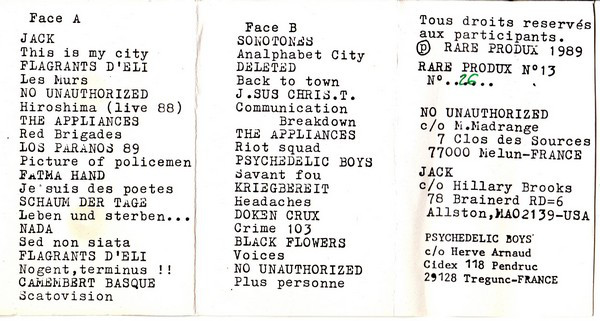 Face A
JACK
This is my city
FLAGRANTS D'ELI
Les Murs
NO UNAUTHORIZED
Hiroshima (live 88)
THE APPLIANCES
Red Brigades
LOS PARANOS 89
Picture of policemen
FATMA HAND
Je suis des poetes
SCHAUM DER TAGE
Leben und sterben...
NADA
Sed non siata
FLAGRANTS D'ELI
Nogent,terminus !!
CAMEMBERT BASQUE
Scatovision
Face B
SONOTONES
Analphabet City
DELETED
Back to town
J.SUS CHRIS.T.
Communication
Breakdown
THE APPLIANCES
Riot squad
PSYCHEDELIC BOYS
Savant fou
KRIEGBEREIT
Headaches
DOKEN CRUX
Crime 103
BLACK FLOWERS
Voices
NO UNAUTHORIZED
Plus personne
Tous droits reservés
aux participants.
Ⓟ RARE PRODUX 1989
RARE PRODUX N°13
N°..26..
NO UNAUTHORIZED
c/o M.Madrange
7 Clos des Sources
77000 Melun-FRANCE
JACK
c/o Hillary Brooks
78 Brainerd RD=6
Allston,MA02139-USA
PSYCHEDELIC BOYS
c/o Herve Arnaud
Cidex 118 Pendruc
29128 Tregunc-FRANCE